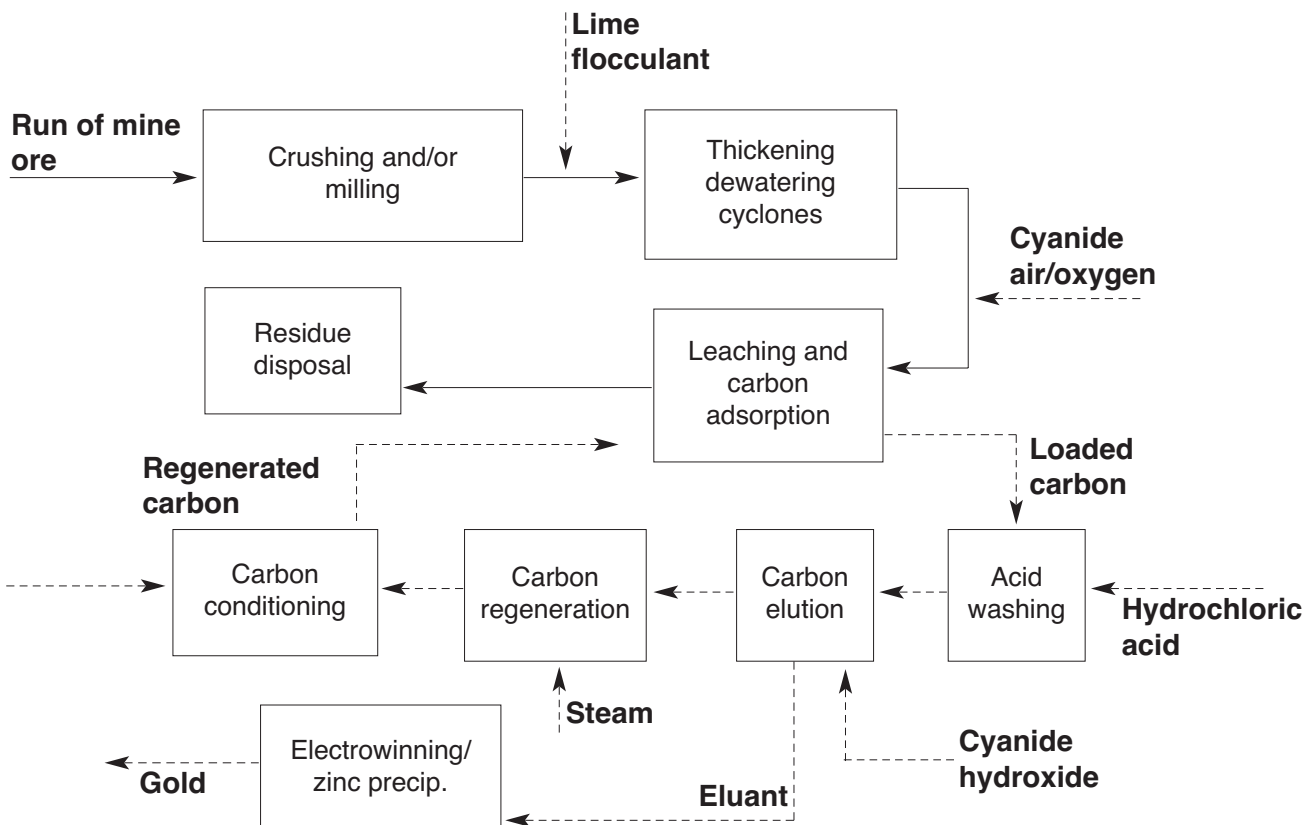 Lime
flocculant
Run of mine
ore
Crushing and/or
milling
Thickening
dewatering
cyclones
Cyanide
air/oxygen
Residue
disposal
Leaching and
carbon
adsorption
Regenerated
carbon
Loaded
carbon
Carbon
conditioning
Carbon
regeneration
Carbon
elution
Acid
washing
Hydrochloric
acid
Steam
Cyanide
hydroxide
Electrowinning/
zinc precip.
Gold
Eluant